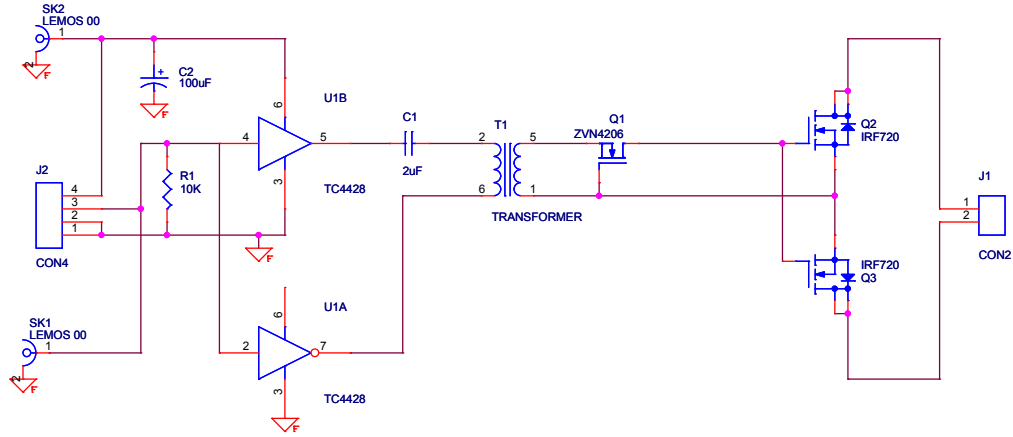 SK2
LEMOS 00
1
2
F
C2
100uF
+
F
U1B
6
4
5
3
TC4428
C1
2uF
T1
2
5
6
1
TRANSFORMER
Q1
ZVN4206
Q2
IRF720
J2
4
3
2
1
CON4
R1
10K
F
J1
1
2
CON2
IRF720
Q3
SK1
LEMOS 00
1
2
F
U1A
6
2
7
3
TC4428
F